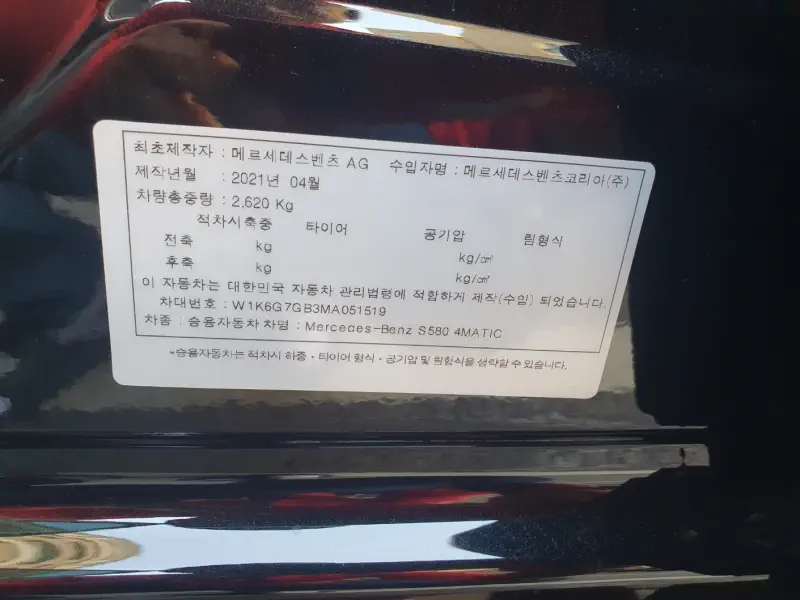 최초제작자 : 메르세데스벤츠 AG 수입자명 : 메르세데스벤츠코리아(주)
제작년월 : 2021년 04월
차량총중량 : 2,620 Kg
적차시축중 타이어 공기압 림형식
전축 kg kg/㎠
후축 kg kg/㎠
이 자동차는 대한민국 자동차 관리법령에 적합하게 제작(수입) 되었습니다.
차대번호 : W1K6G7GB3MA051519
차종 : 승용자동차 차명 : Mercedes-Benz S580 4MATIC
*승용자동차는 적차시 하중・타이어 형식・공기압 및 림형식을 생략할 수 있습니다.